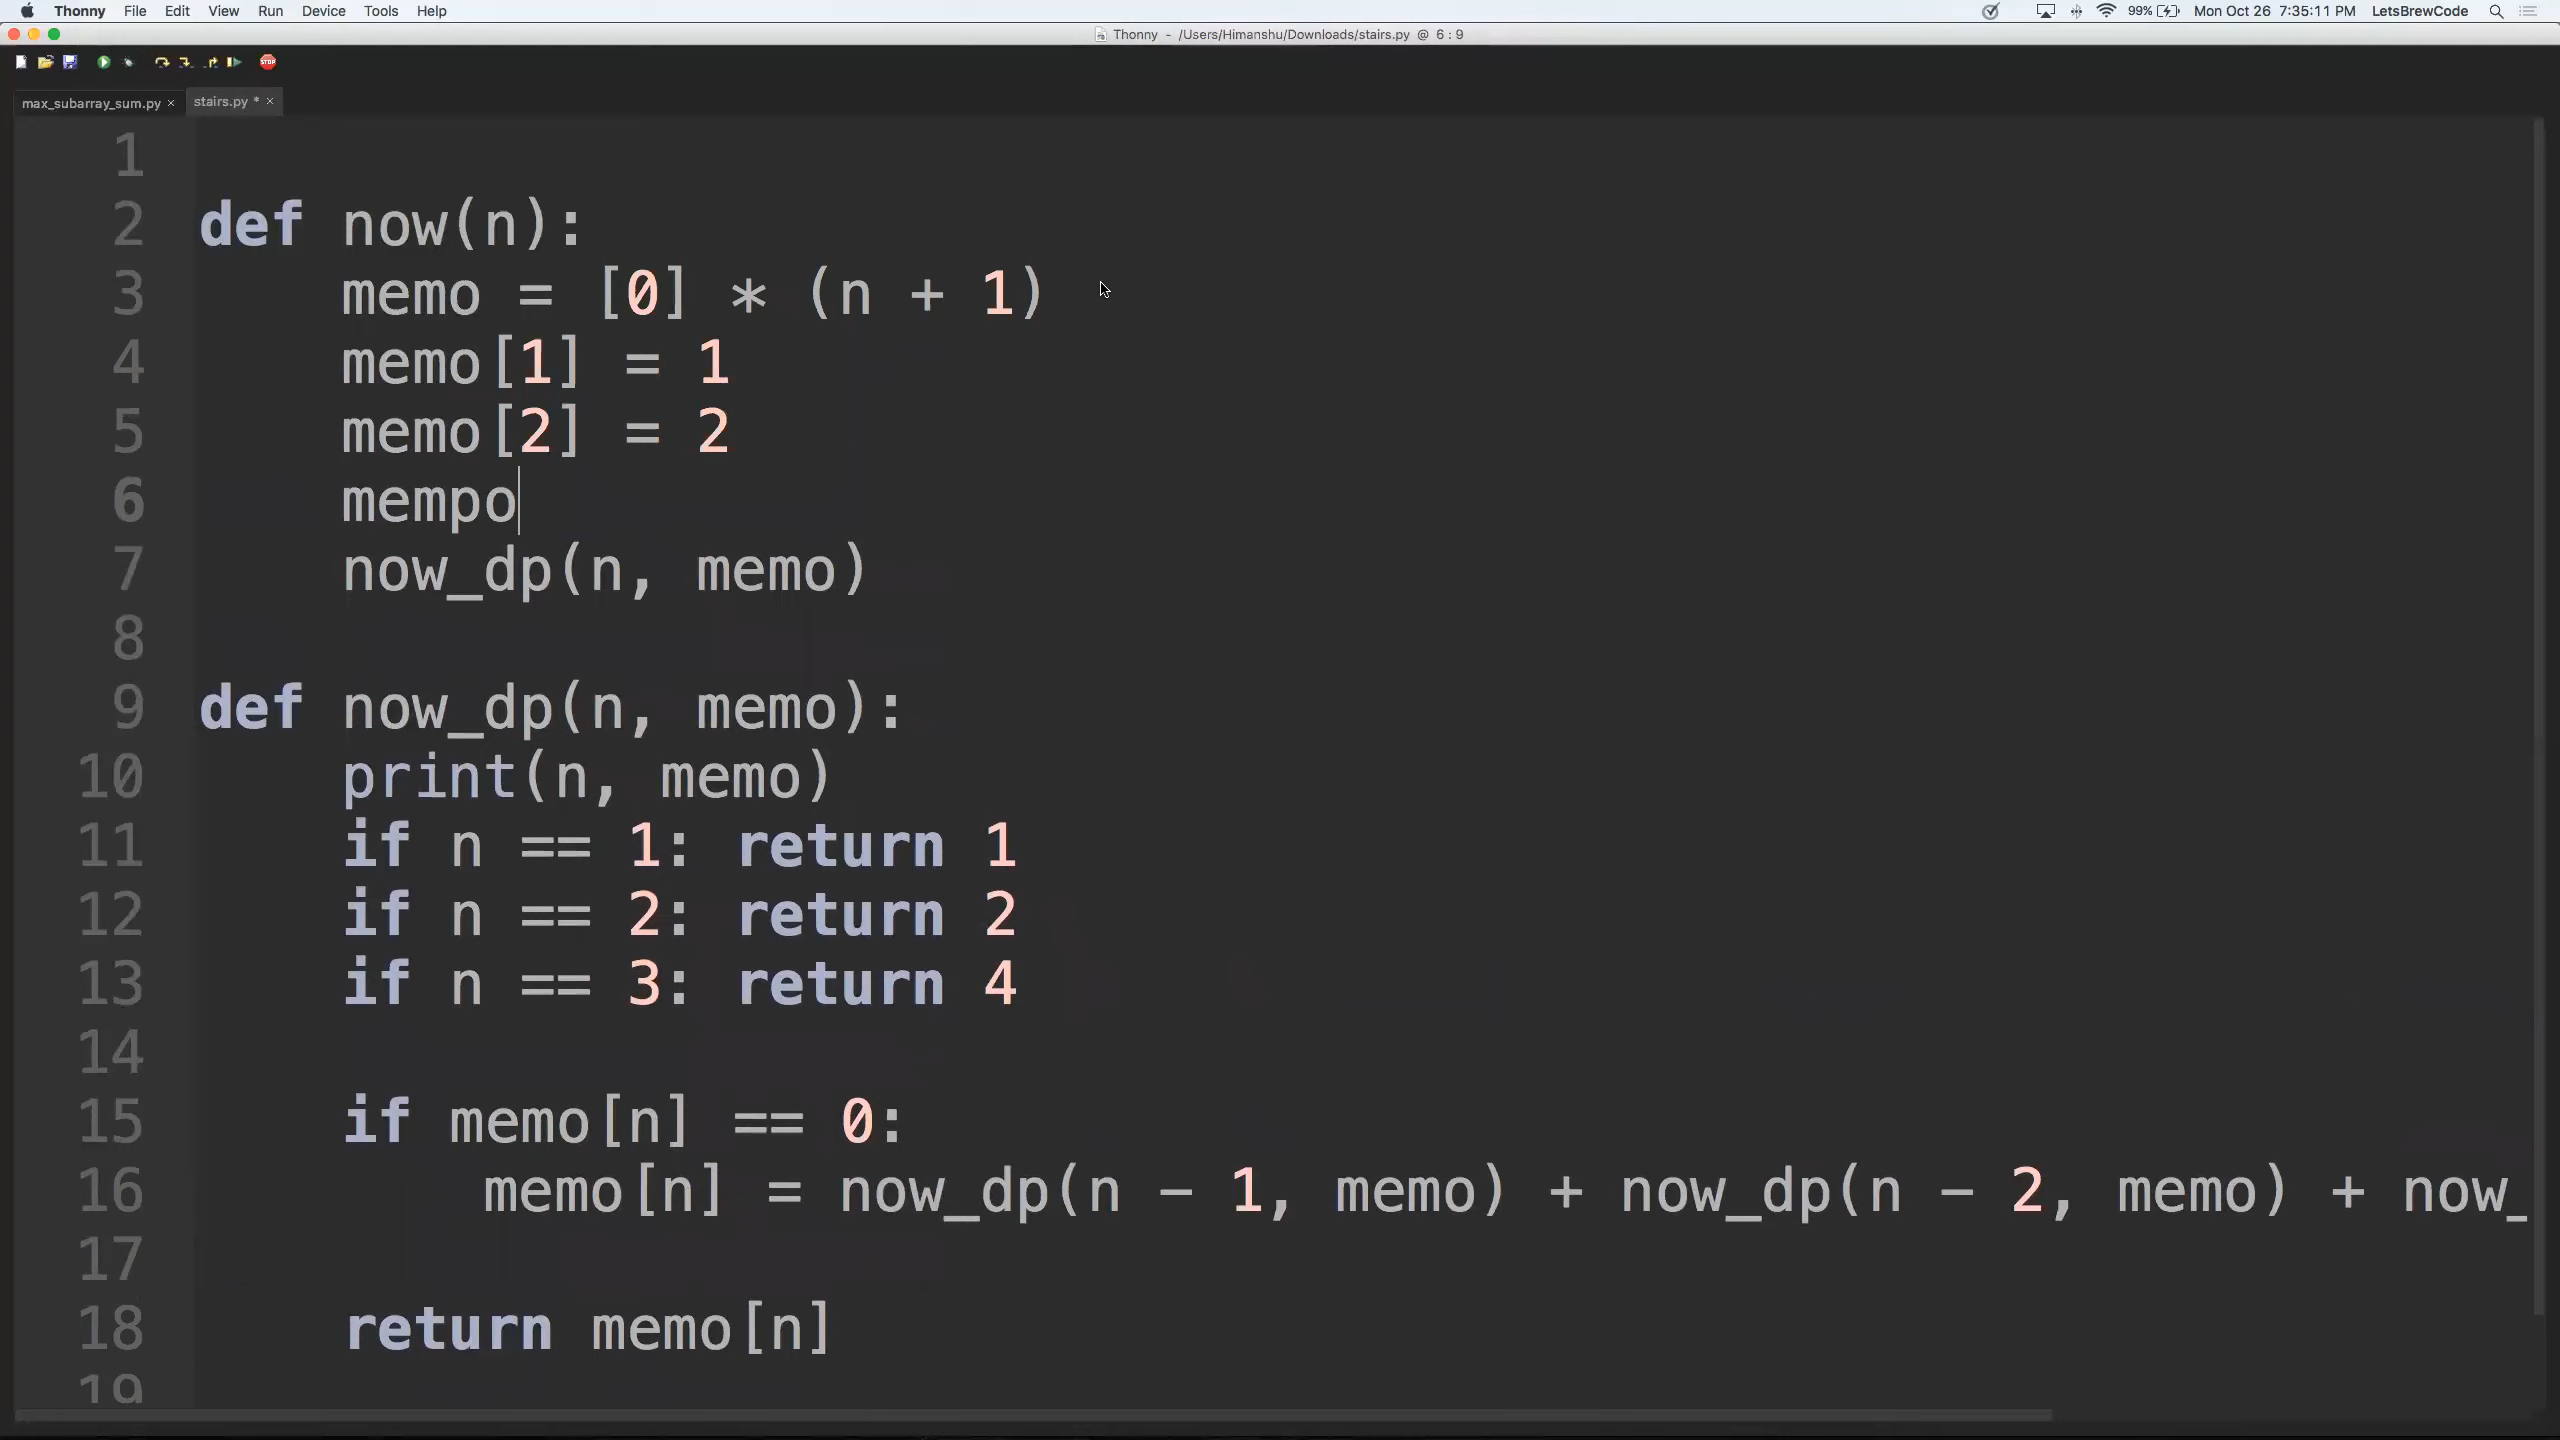 Thonny File Edit View Run Device Tools Help 99% Mon Oct 26 7:35:11 PM LetsBrewCode
Thonny - /Users/Himanshu/Downloads/stairs.py @ 6 : 9
STOP
max_subarray_sum.py × stairs.py * ×
1
2 def now(n):
3 memo = [0] * (n + 1)
4 memo[1] = 1
5 memo[2] = 2
6 mempo
7 now_dp(n, memo)
8
9 def now_dp(n, memo):
10 print(n, memo)
11 if n == 1: return 1
12 if n == 2: return 2
13 if n == 3: return 4
14
15 if memo[n] == 0:
16 memo[n] = now_dp(n - 1, memo) + now_dp(n - 2, memo) + now_
17
18 return memo[n]
19